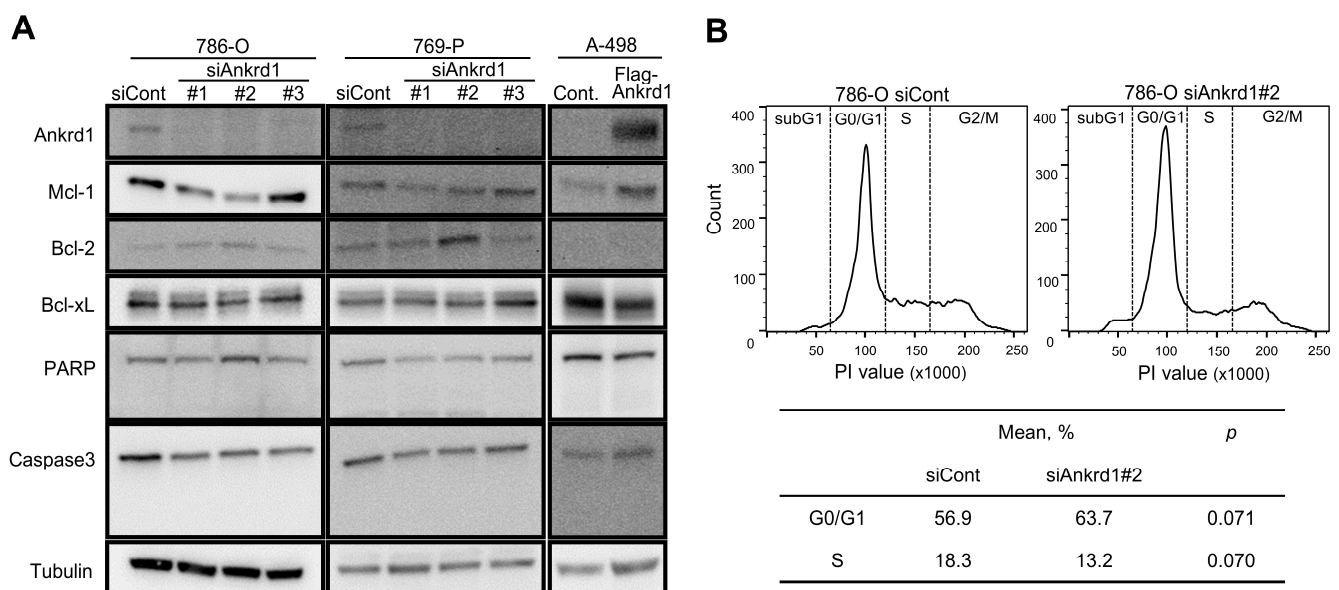 A
786-O
769-P
A-498
siAnkrd1
siAnkrd1
Flag-
siCont #1 #2 #3
siCont #1 #2 #3
Cont. Ankrd1
Ankrd1
Mcl-1
Bcl-2
Bcl-xL
PARP
Caspase3
Tubulin
B
786-O siCont
786-O siAnkrd1#2
400
subG1 G0/G1 S G2/M
400
subG1 G0/G1 S G2/M
300
300
200
200
100
100
0
0
Count
50 100 150 200 250
50 100 150 200 250
PI value (x1000)
PI value (x1000)
Mean, % p
siCont siAnkrd1#2
G0/G1 56.9 63.7 0.071
S 18.3 13.2 0.070